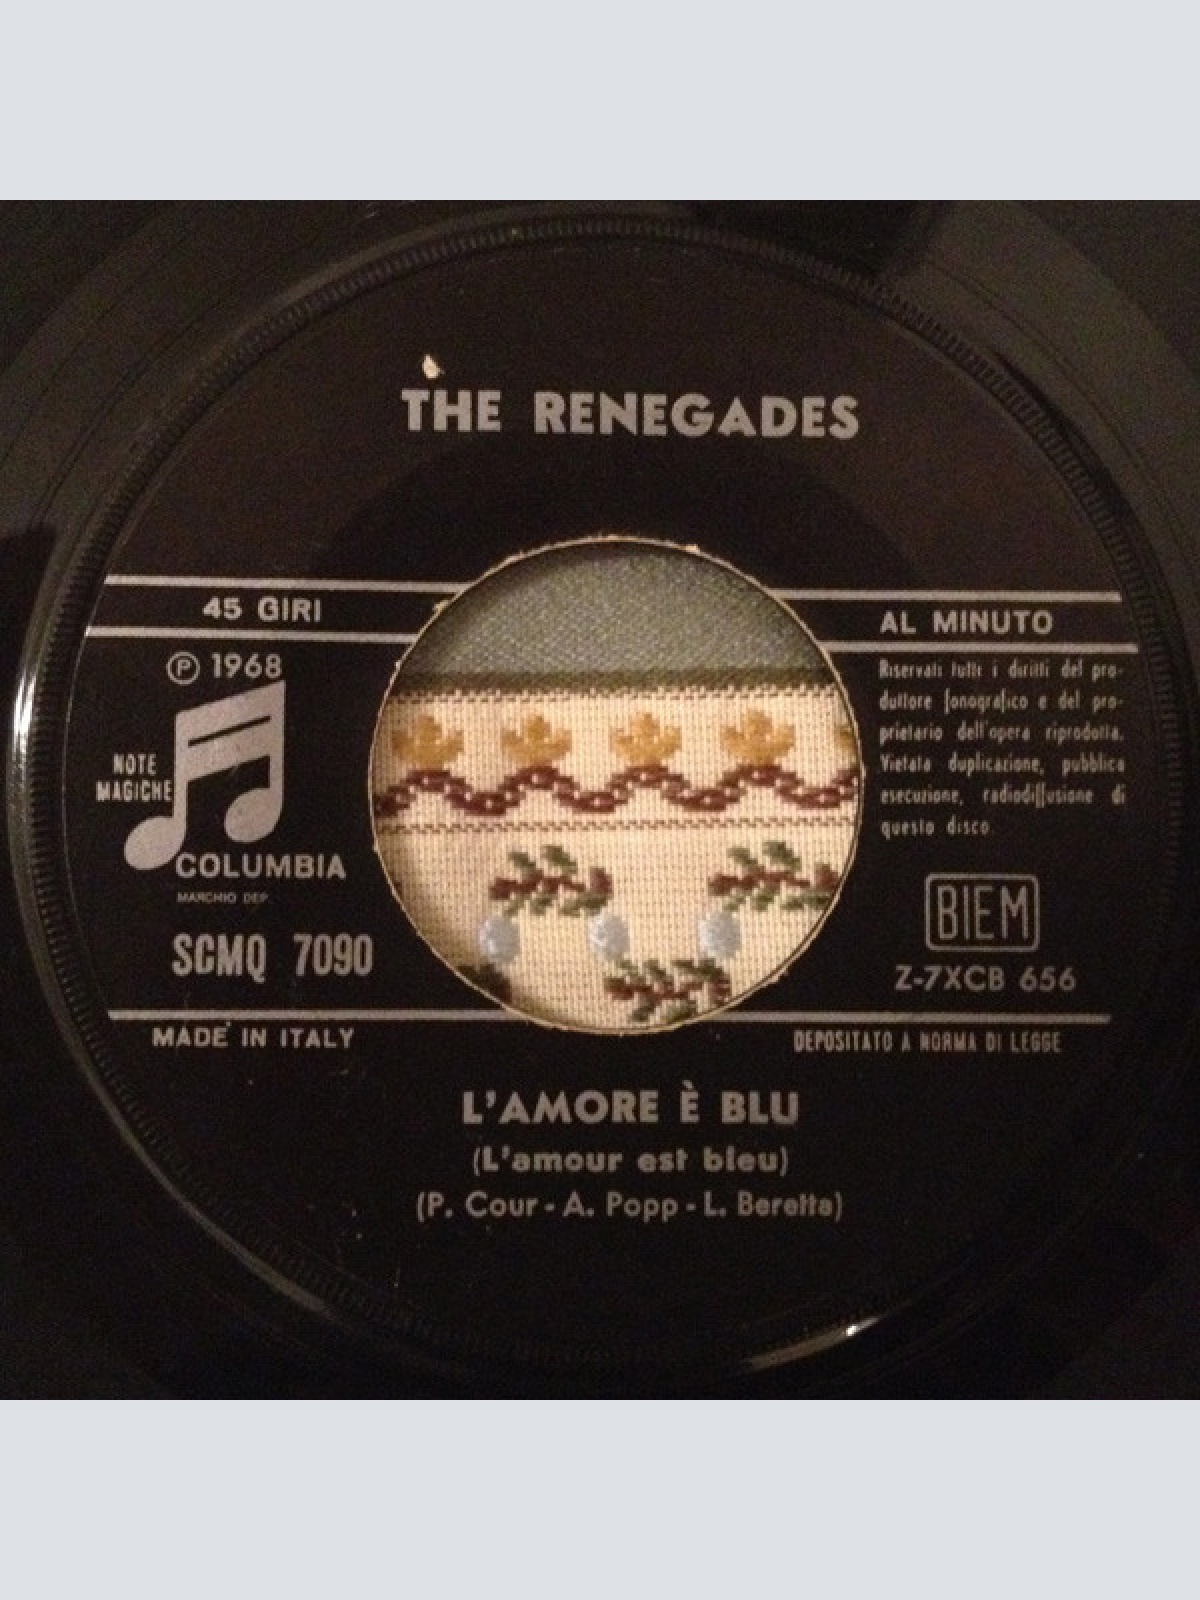 THE RENEGADES
45 GIRI
AL MINUTO
Ⓟ 1968
NOTE
MAGICHE
COLUMBIA
MARCHIO DEP.
SCMQ 7090
Riservati tutti i diritti del pro-
duttore fonografico e del pro-
prietario dell'opera riprodotta.
Vietata duplicazione, pubblica
esecuzione, radiodiffusione di
questo disco.
BIEM
Z-7XCB 656
MADE IN ITALY
DEPOSITATO A NORMA DI LEGGE
L'AMORE È BLU
(L'amour est bleu)
(P. Cour - A. Popp - L. Beretta)